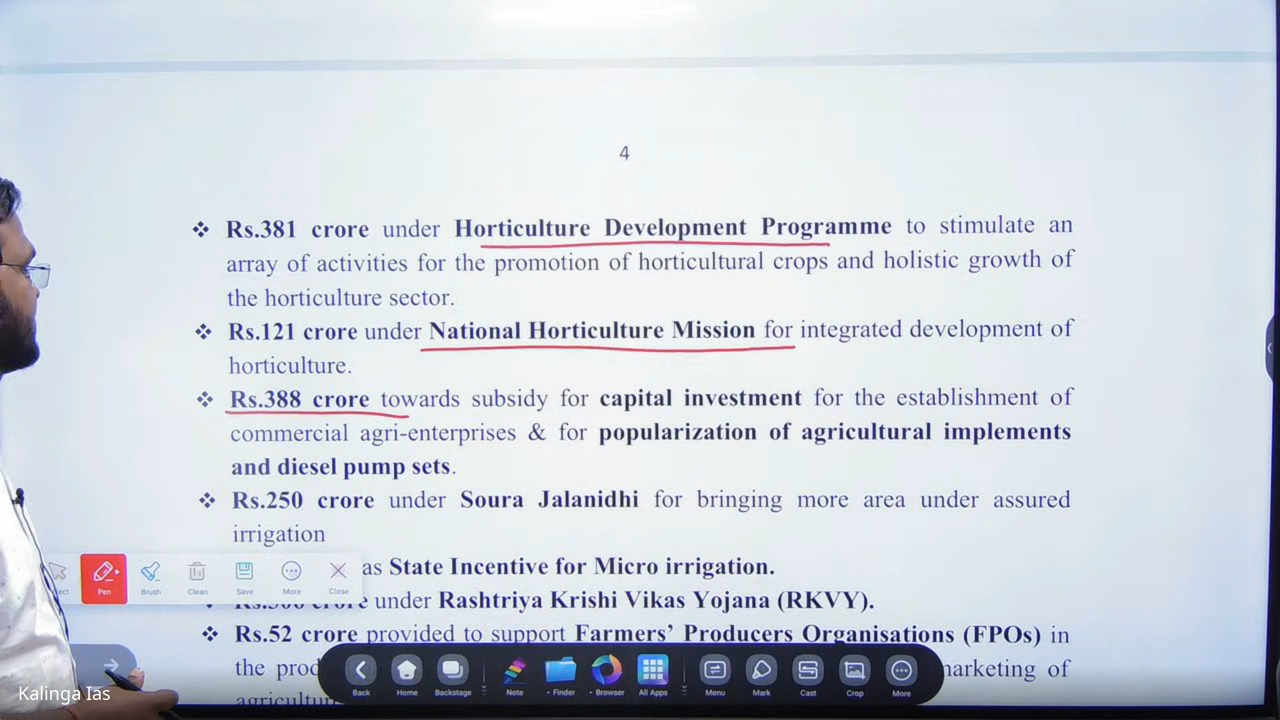 4
❖ Rs.381 crore under Horticulture Development Programme to stimulate an
array of activities for the promotion of horticultural crops and holistic growth of
the horticulture sector.
❖ Rs.121 crore under National Horticulture Mission for integrated development of
horticulture.
❖ Rs.388 crore towards subsidy for capital investment for the establishment of
commercial agri-enterprises & for popularization of agricultural implements
and diesel pump sets.
❖ Rs.250 crore under Soura Jalanidhi for bringing more area under assured
irrigation
as State Incentive for Micro irrigation.
under Rashtriya Krishi Vikas Yojana (RKVY).
❖ Rs.52 crore provided to support Farmers' Producers Organisations (FPOs) in
the marketing of
Pen Brush Clean Save More Close
Back Home Backstage Note Finder Browser All Apps Menu Mark Cast Crop More
Kalinga Ias